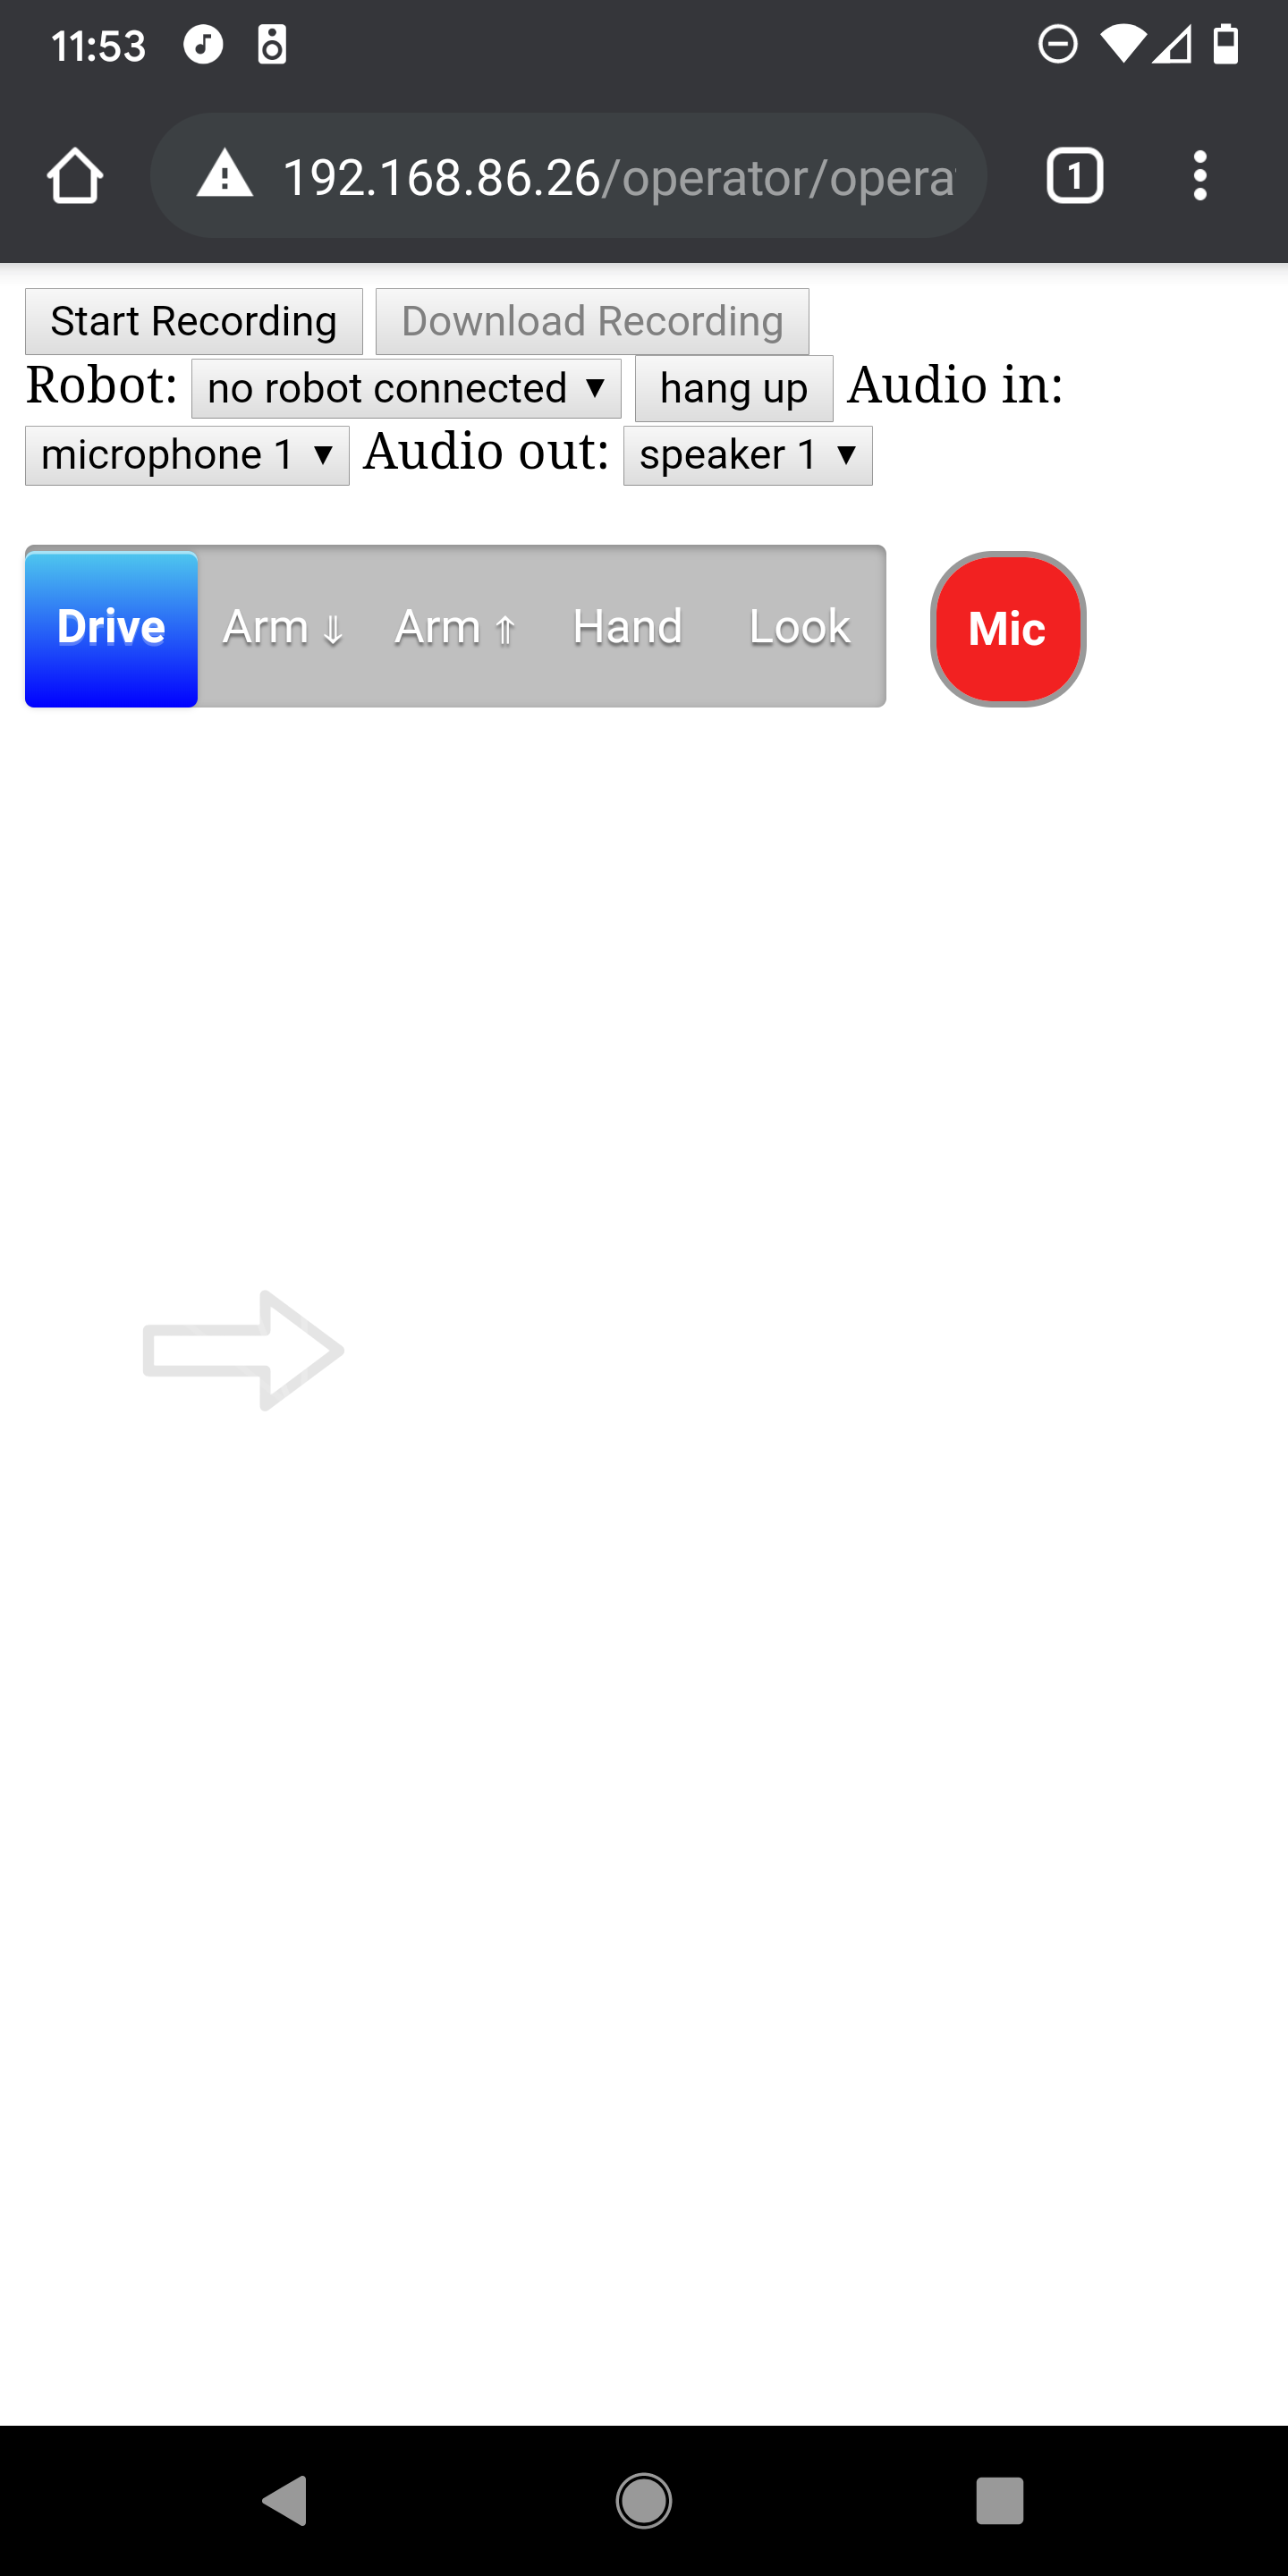 11:53
192.168.86.26/operator/opera
1
Start Recording Download Recording
Robot: no robot connected ▼ hang up Audio in:
microphone 1 ▼ Audio out: speaker 1 ▼
Drive Arm ⇓ Arm ⇑ Hand Look Mic